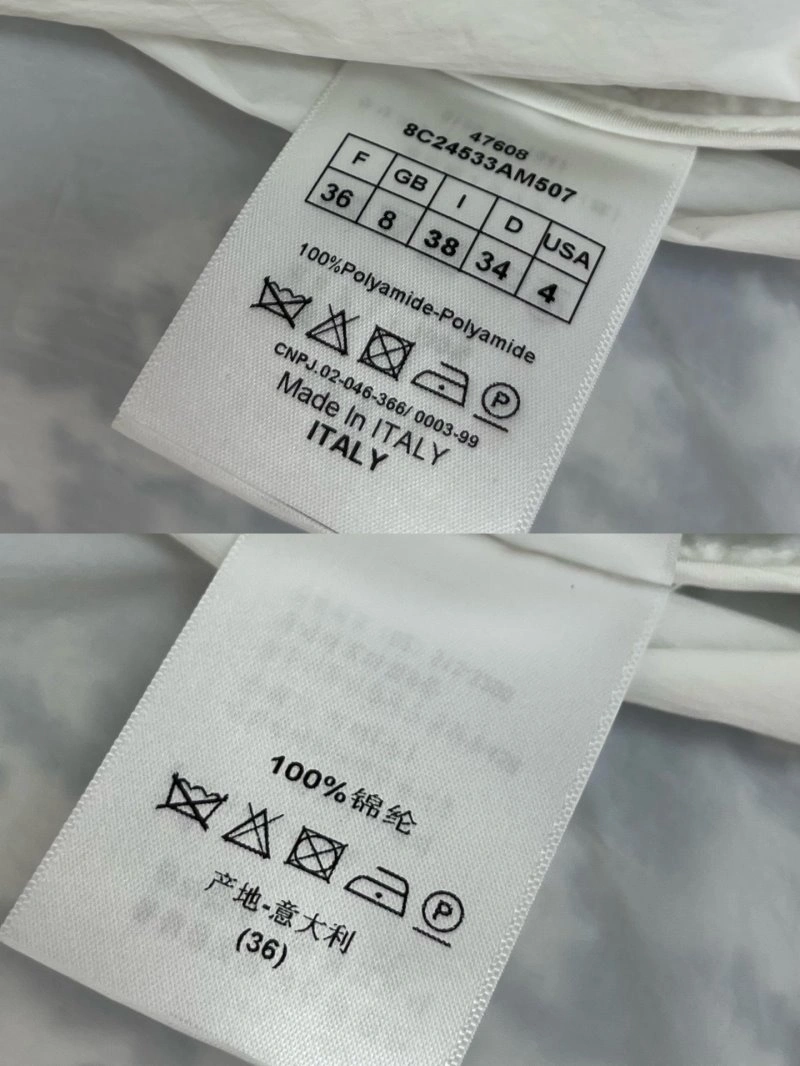 47608
8C24533AM507
F GB I D USA
36 8 38 34 4
100%Polyamide-Polyamide
P
CNPJ.02-046-366/ 0003-99
Made In ITALY
ITALY
100%锦纶
P
产地-意大利
(36)